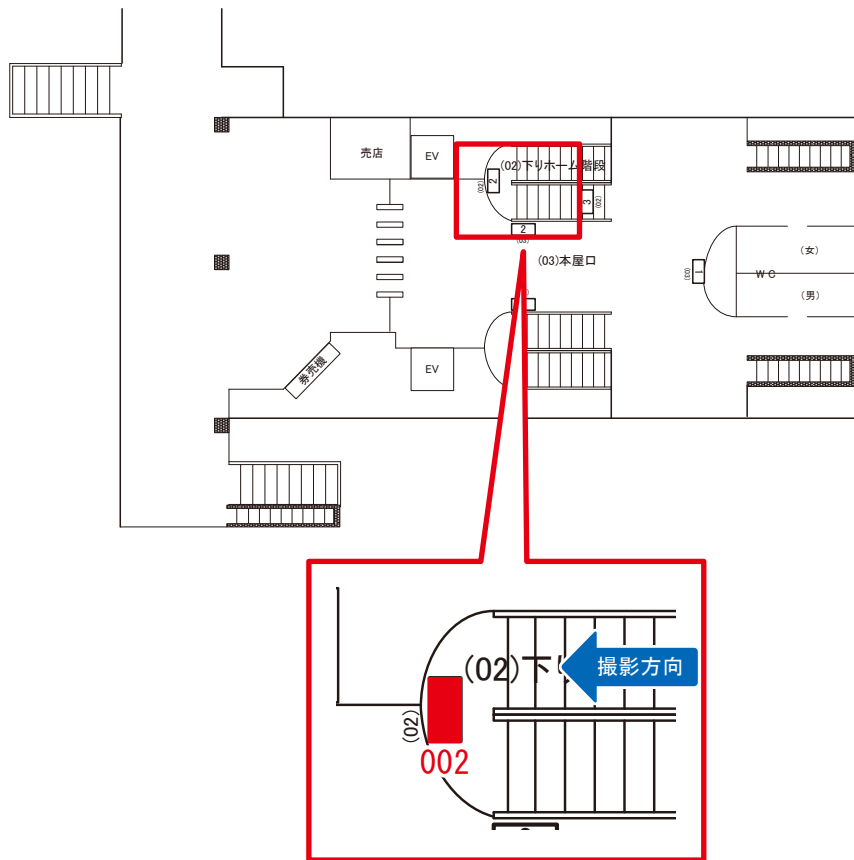 売店
EV
(02)下りホーム階段
2
(02)
3
(02)
2
(03)
(03)本屋口
1
(03)
WC
(女)
(男)
EV
券売機
(02)下り
撮影方向
(02)
002